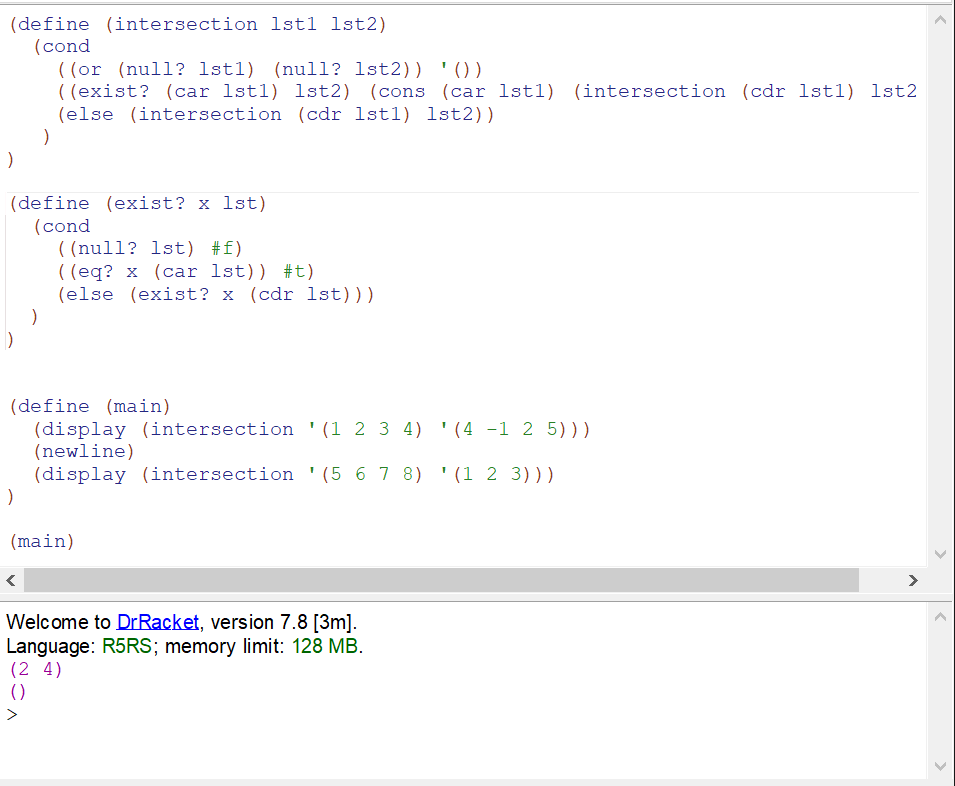 (define (intersection lst1 lst2)
  (cond
    ((or (null? lst1) (null? lst2)) '())
    ((exist? (car lst1) lst2) (cons (car lst1) (intersection (cdr lst1) lst2
    (else (intersection (cdr lst1) lst2))
   )
)
(define (exist? x lst)
  (cond
    ((null? lst) #f)
    ((eq? x (car lst)) #t)
    (else (exist? x (cdr lst)))
  )
)
(define (main)
  (display (intersection '(1 2 3 4) '(4 -1 2 5)))
  (newline)
  (display (intersection '(5 6 7 8) '(1 2 3)))
)
(main)
Welcome to DrRacket, version 7.8 [3m].
Language: R5RS; memory limit: 128 MB.
(2 4)
()
>